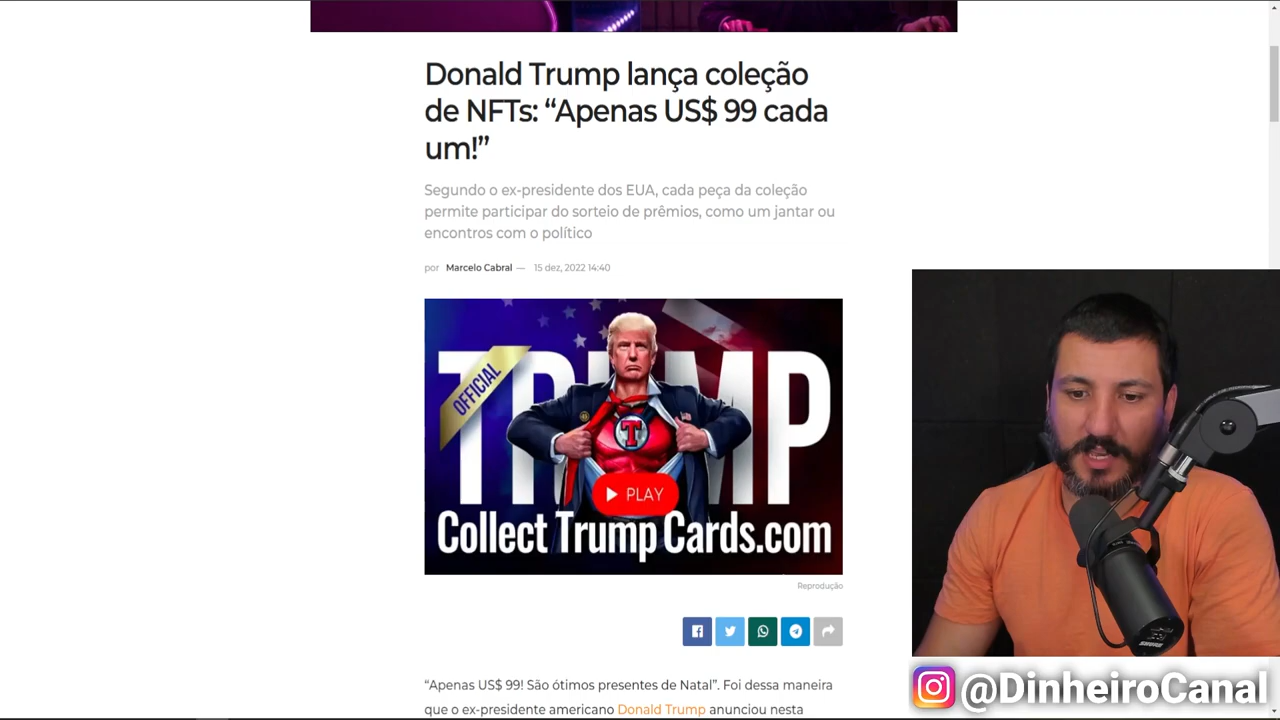 Donald Trump lança coleção
de NFTs: “Apenas US$ 99 cada
um!”
Segundo o ex-presidente dos EUA, cada peça da coleção
permite participar do sorteio de prêmios, como um jantar ou
encontros com o político
por Marcelo Cabral — 15 dez, 2022 14:40
TRUMP
OFFICIAL
T
PLAY
Collect Trump Cards.com
Reprodução
“Apenas US$ 99! São ótimos presentes de Natal”. Foi dessa maneira
que o ex-presidente americano Donald Trump anunciou nesta
SHURE
@DinheiroCanal